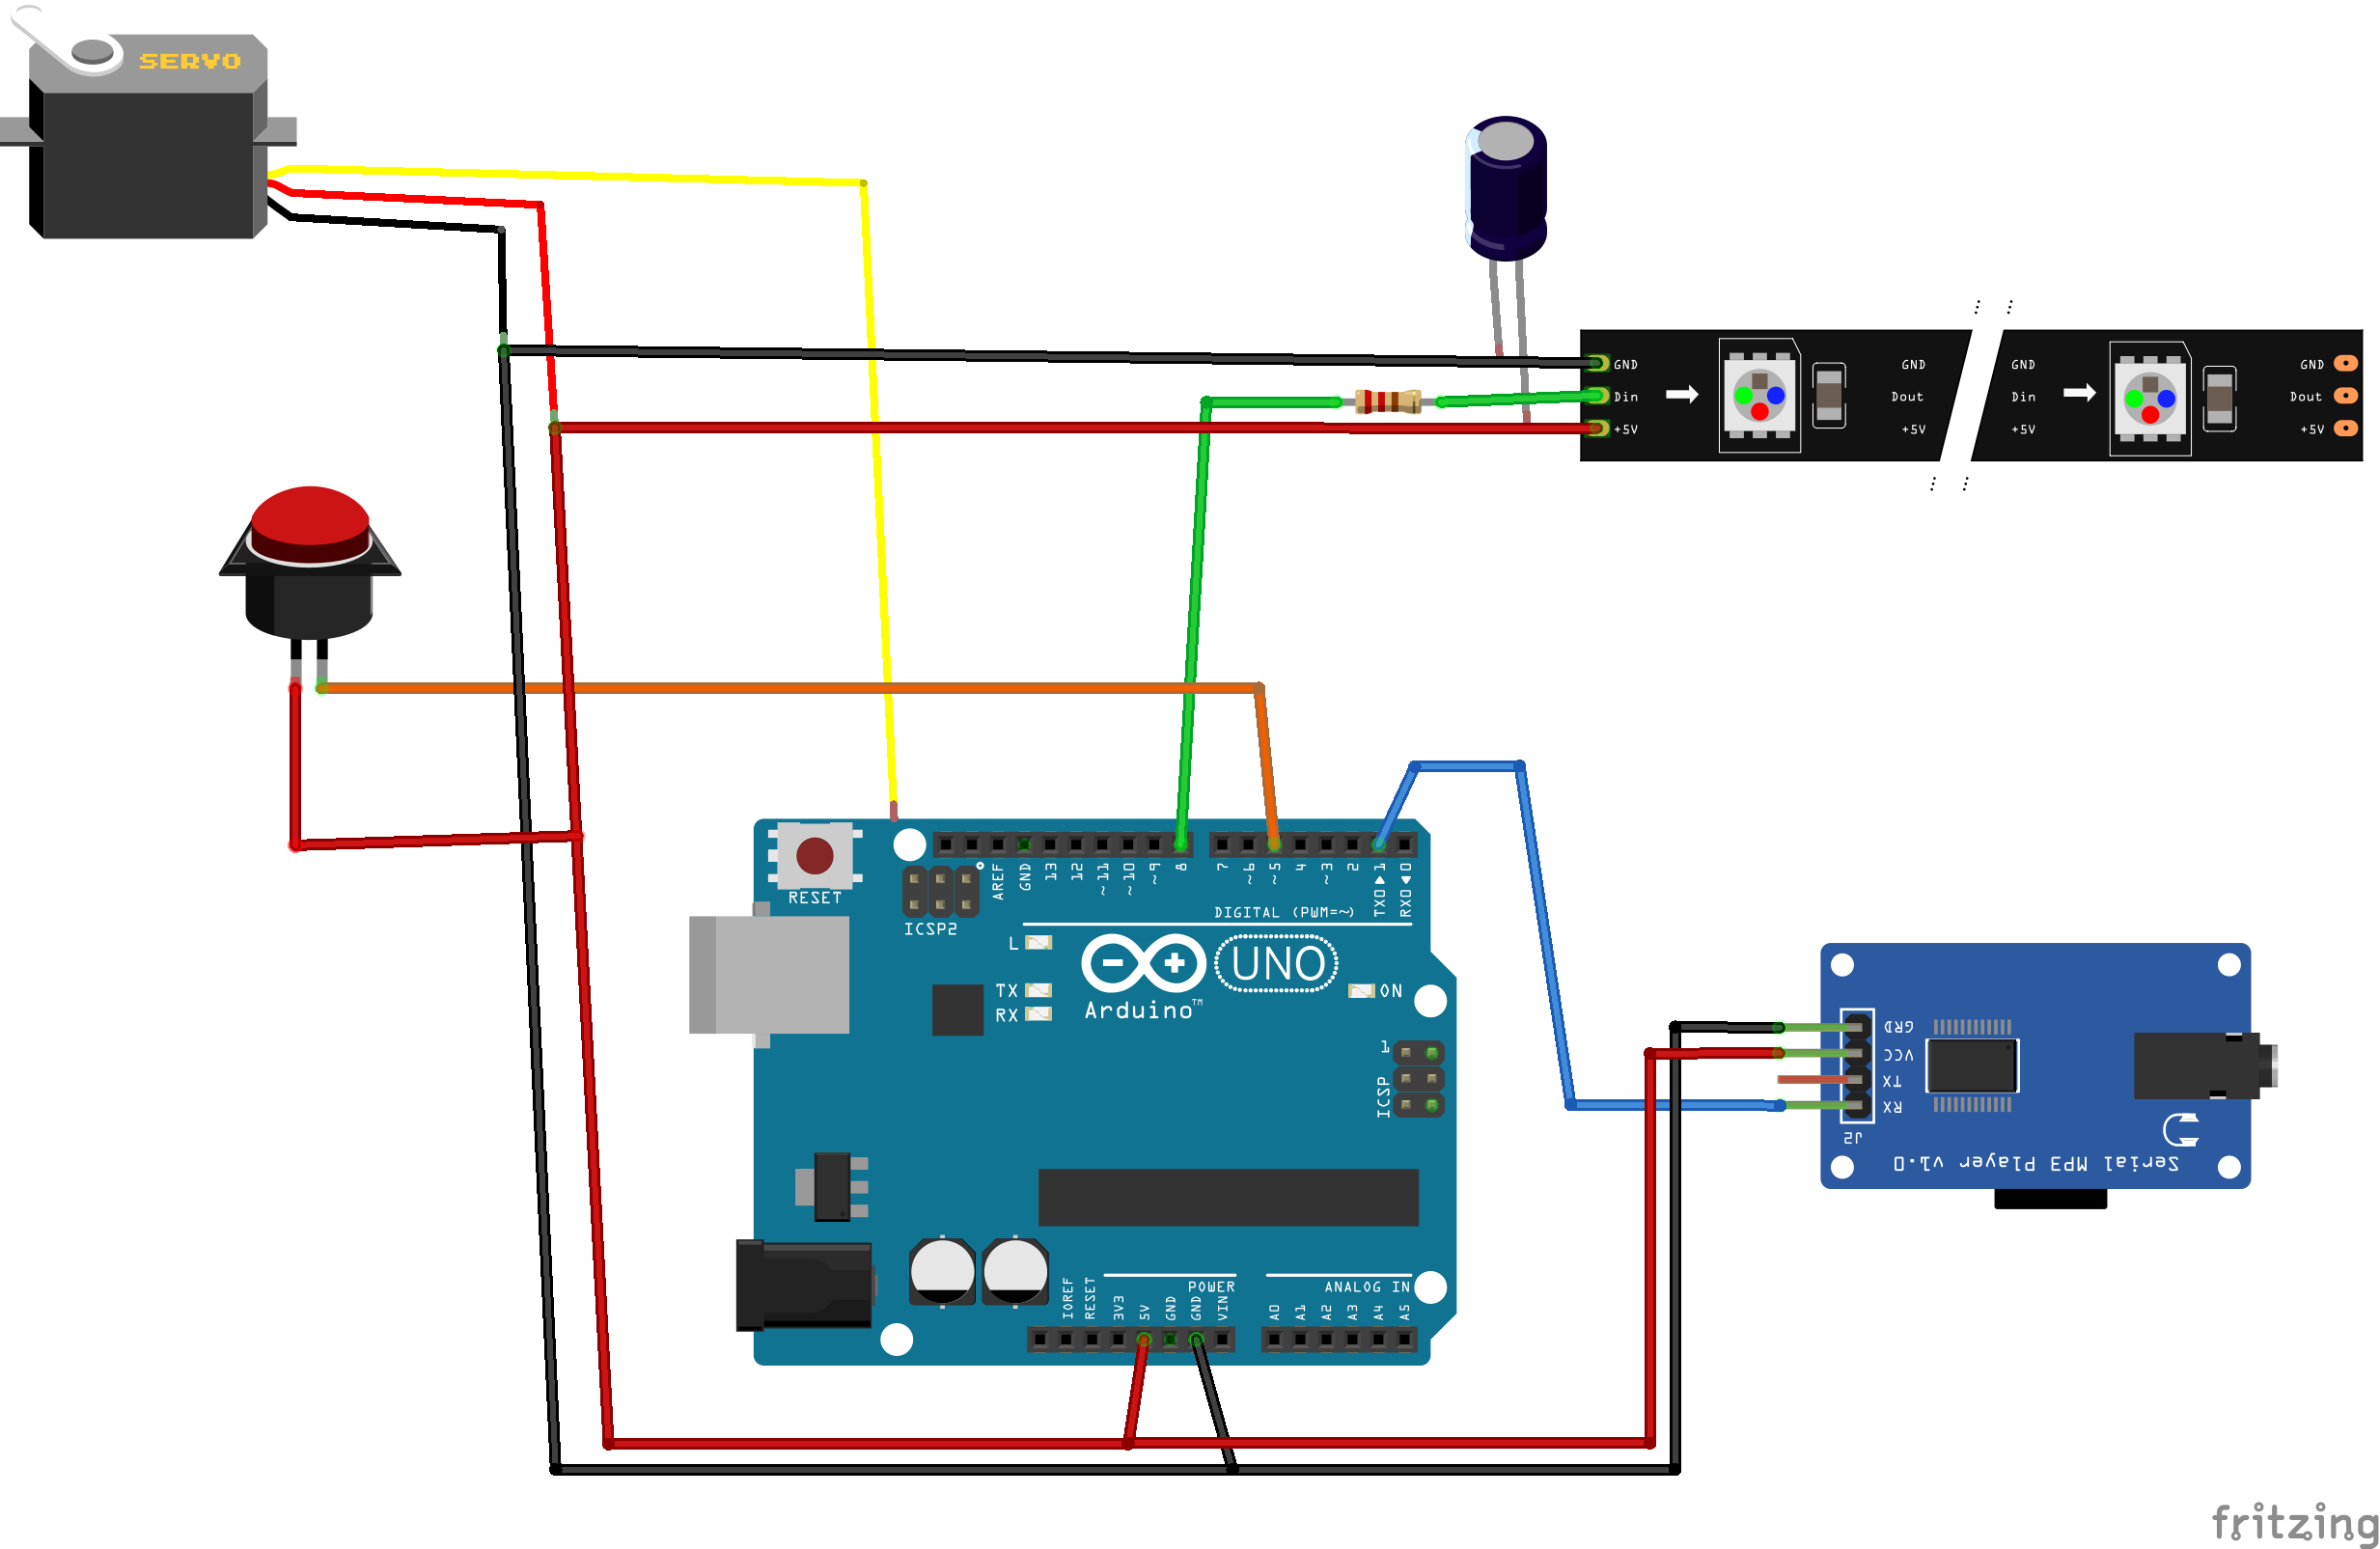 SERVO
GND GND GND GND
Din Dout Din Dout
+5V +5V +5V +5V
RESET
ICSP2
AREF
GND
13
12
~11
~10
~9
8
7
~6
~5
4
~3
2
TX0▶1
RX0◀0
DIGITAL (PWM=~)
L
TX
RX
UNO
Arduino™
ON
1
ICSP
IOREF
RESET
3V3
5V
GND
GND
VIN
POWER
A0
A1
A2
A3
A4
A5
ANALOG IN
GRD
VCC
TX
RX
J2
Serial MP3 Player v1.0
fritzing